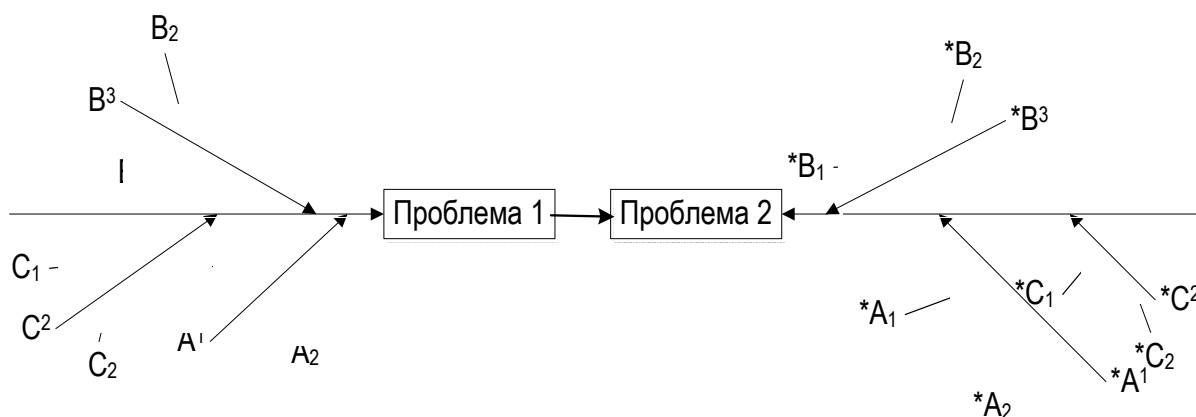 B₂
*B₂
B³
*B³
*B₁
Проблема 1
Проблема 2
C₁
*C₁
*C²
*A₁
C²
A¹
A₂
C₂
*C₂
*A¹
*A₂